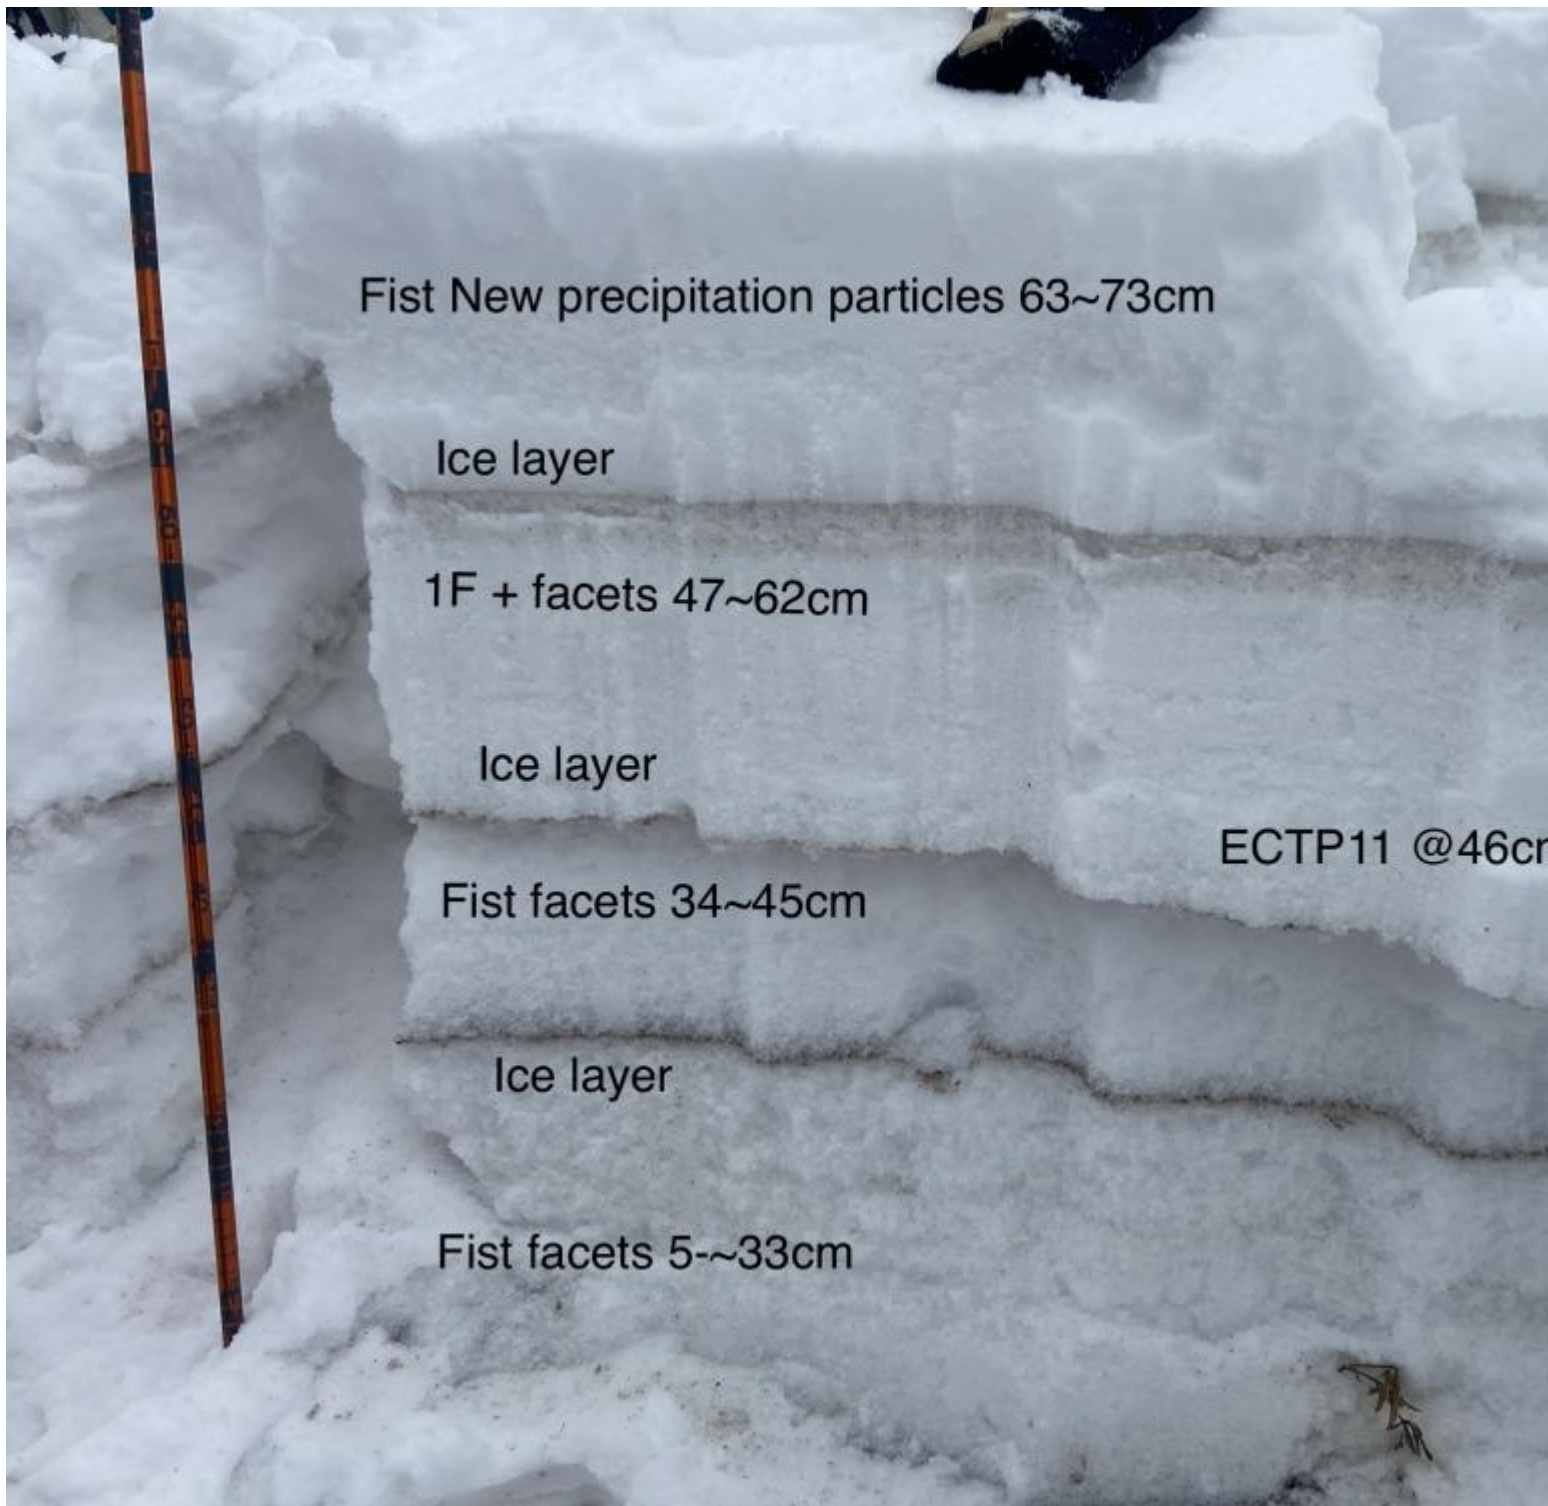 Fist New precipitation particles 63~73cm
Ice layer
1F + facets 47~62cm
Ice layer
ECTP11 @46cr
Fist facets 34~45cm
Ice layer
Fist facets 5-~33cm